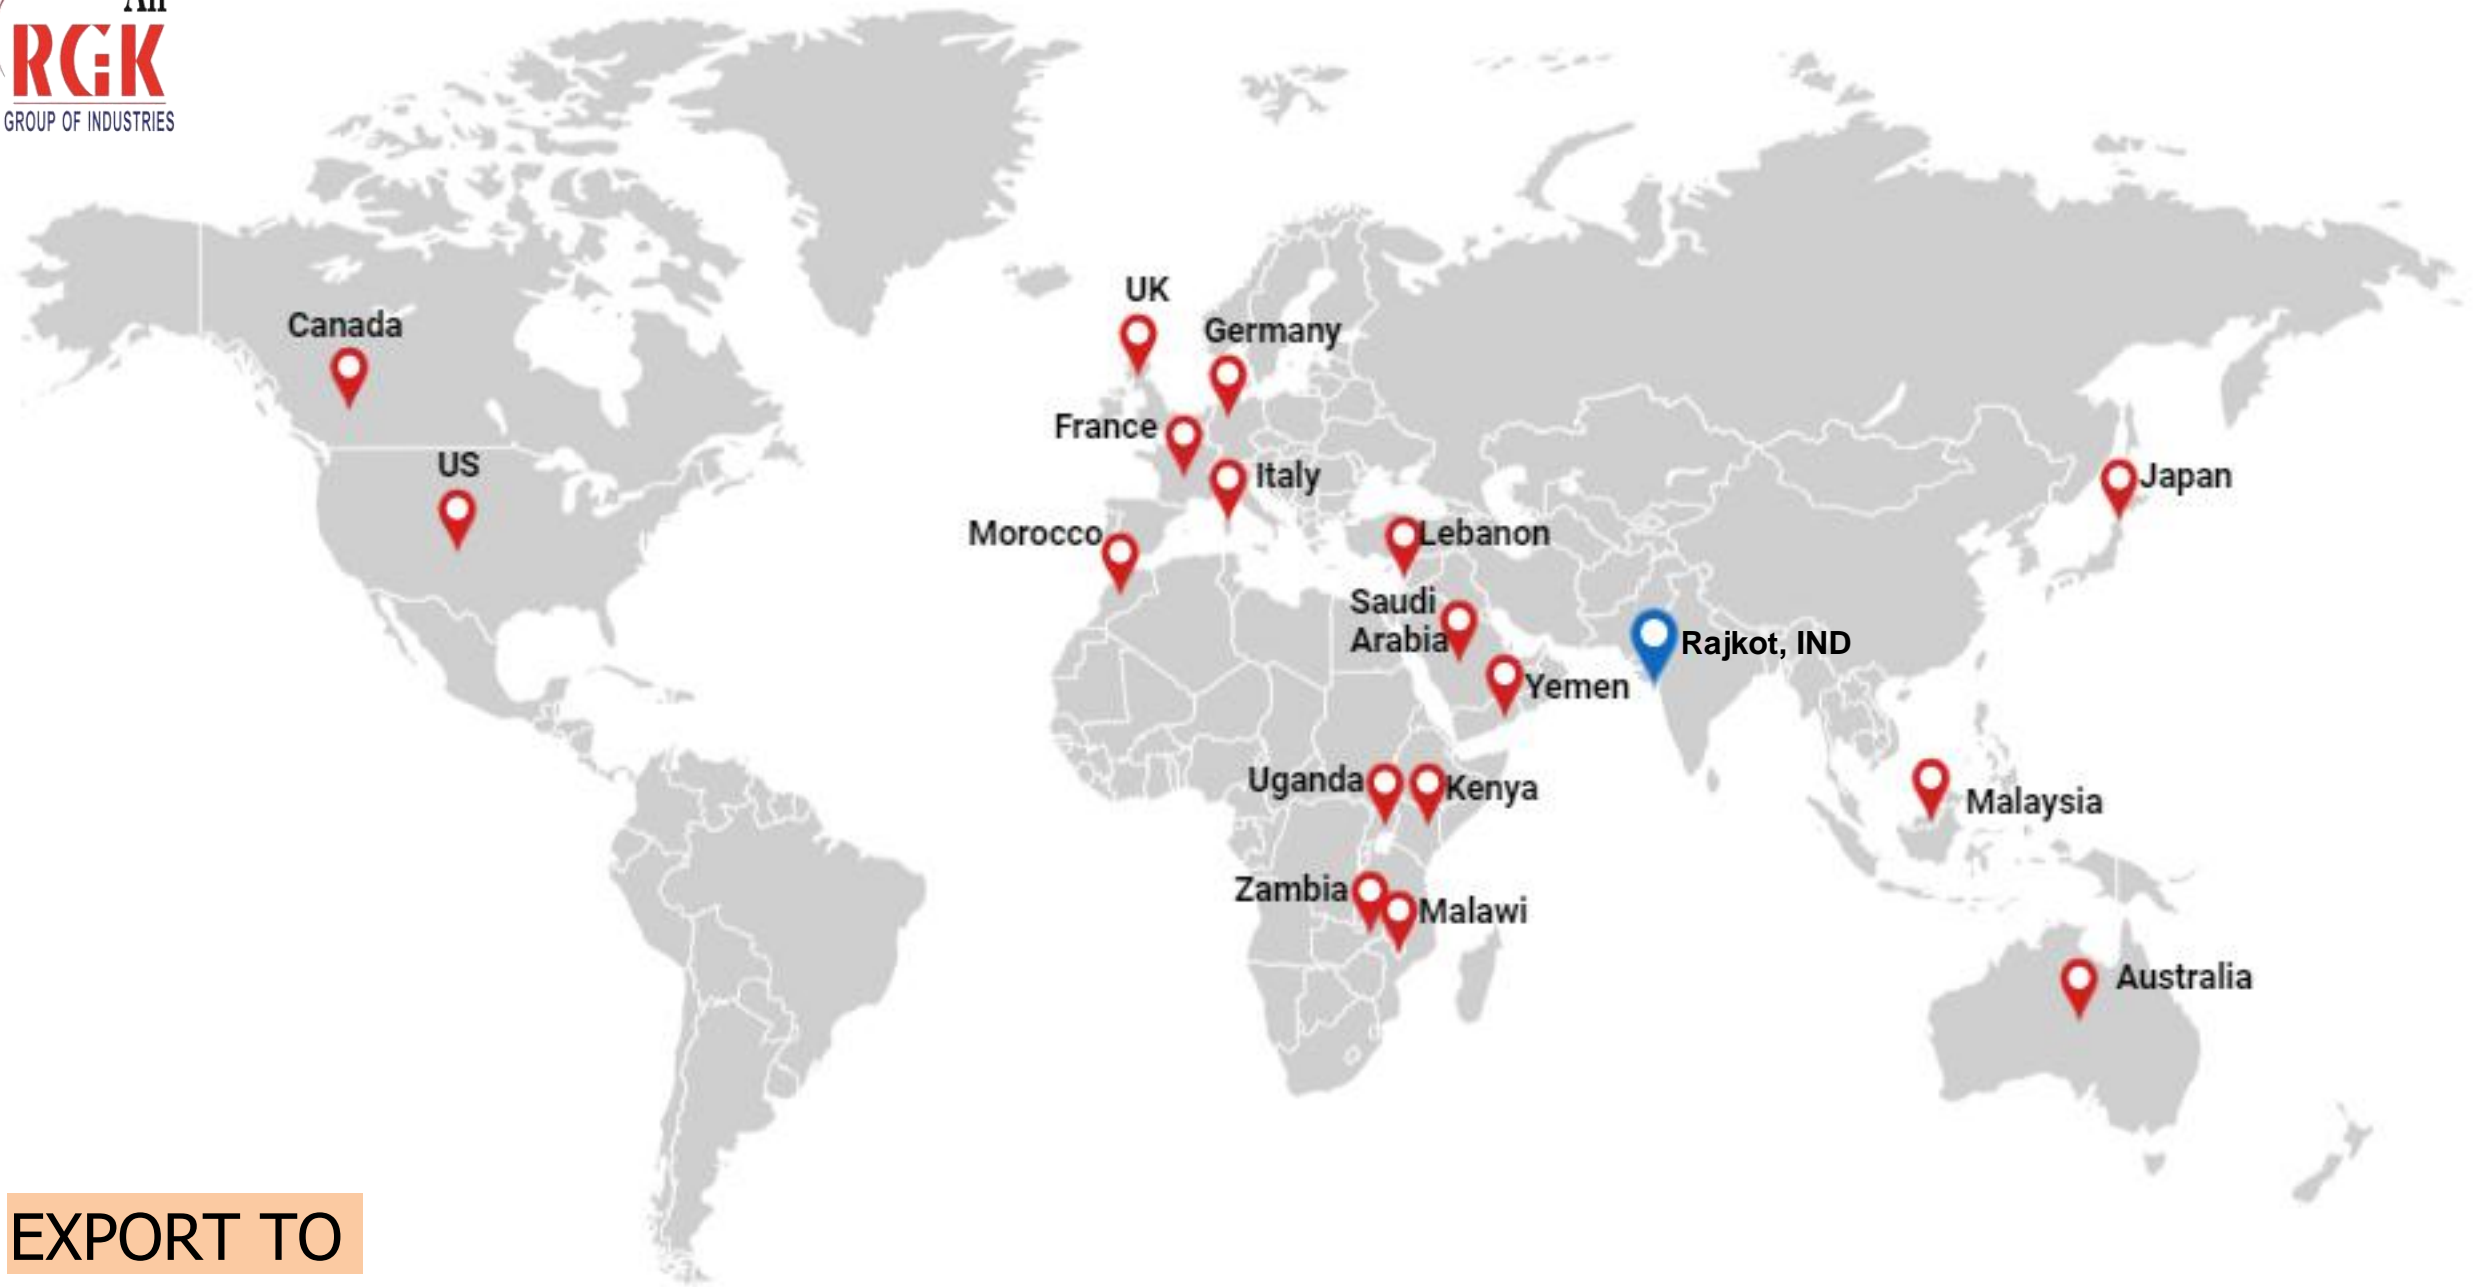 An
RGK
GROUP OF INDUSTRIES
UK
Canada
Germany
France
US
Italy
Japan
Morocco
Lebanon
Saudi
Arabia
Rajkot, IND
Yemen
Uganda
Kenya
Malaysia
Zambia
Malawi
Australia
EXPORT TO